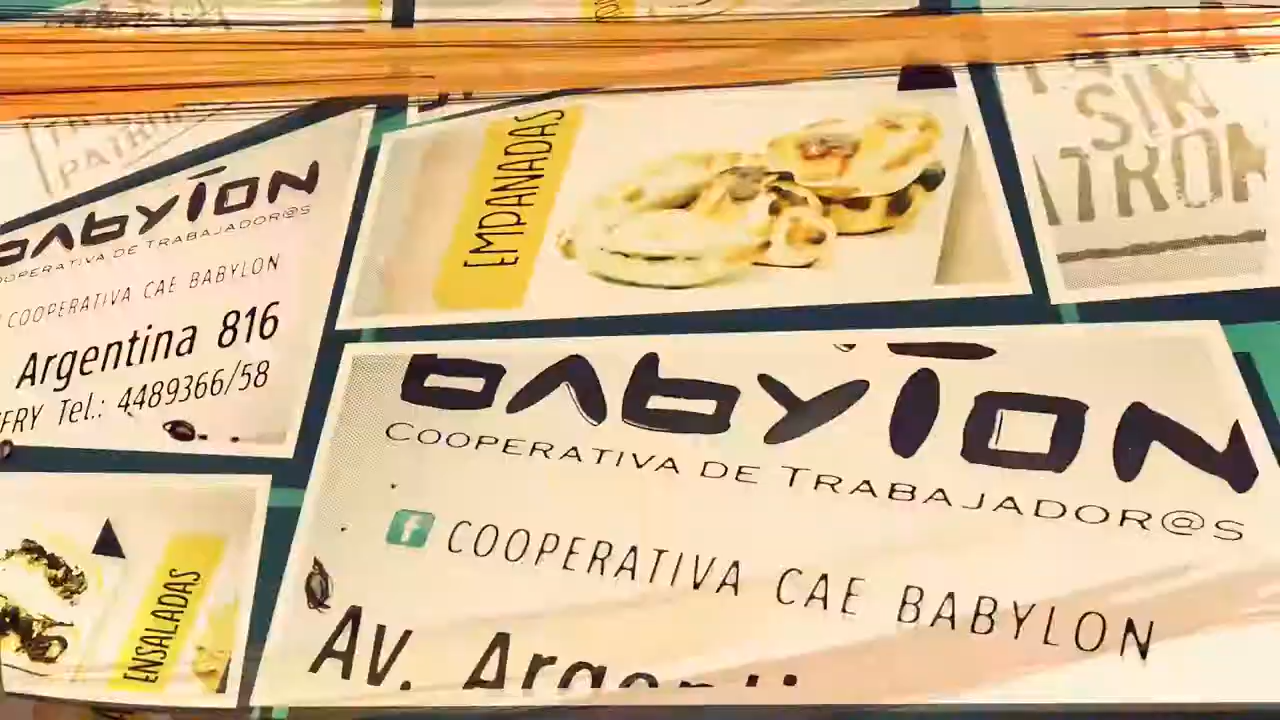 EMPANADAS
SIN
BABYLON
COOPERATIVA DE TRABAJADOR@S
COOPERATIVA CAE BABYLON
Argentina 816
Tel.: 4489366/58
BABYLON
COOPERATIVA DE TRABAJADOR@S
COOPERATIVA CAE BABYLON
AV.
ENSALADAS